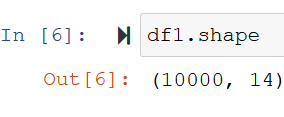 In [6]: df1.shape
Out[6]: (10000, 14)